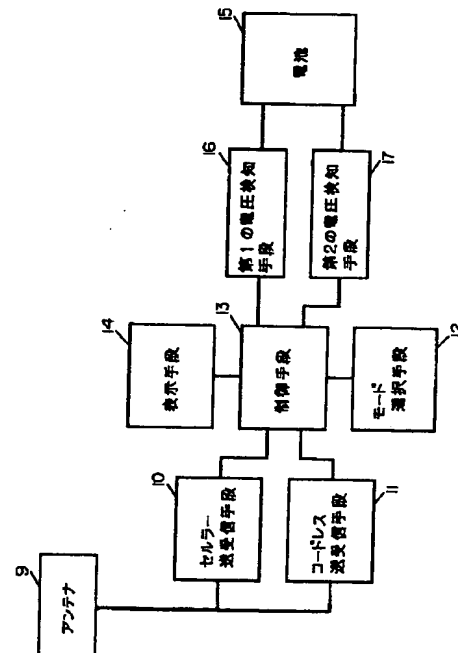 9
アンテナ
10
セルラー
送受信手段
11
コードレス
送受信手段
14
表示手段
13
制御手段
12
モード
選択手段
16
第1の電圧検知
手段
17
第2の電圧検知
手段
15
電池